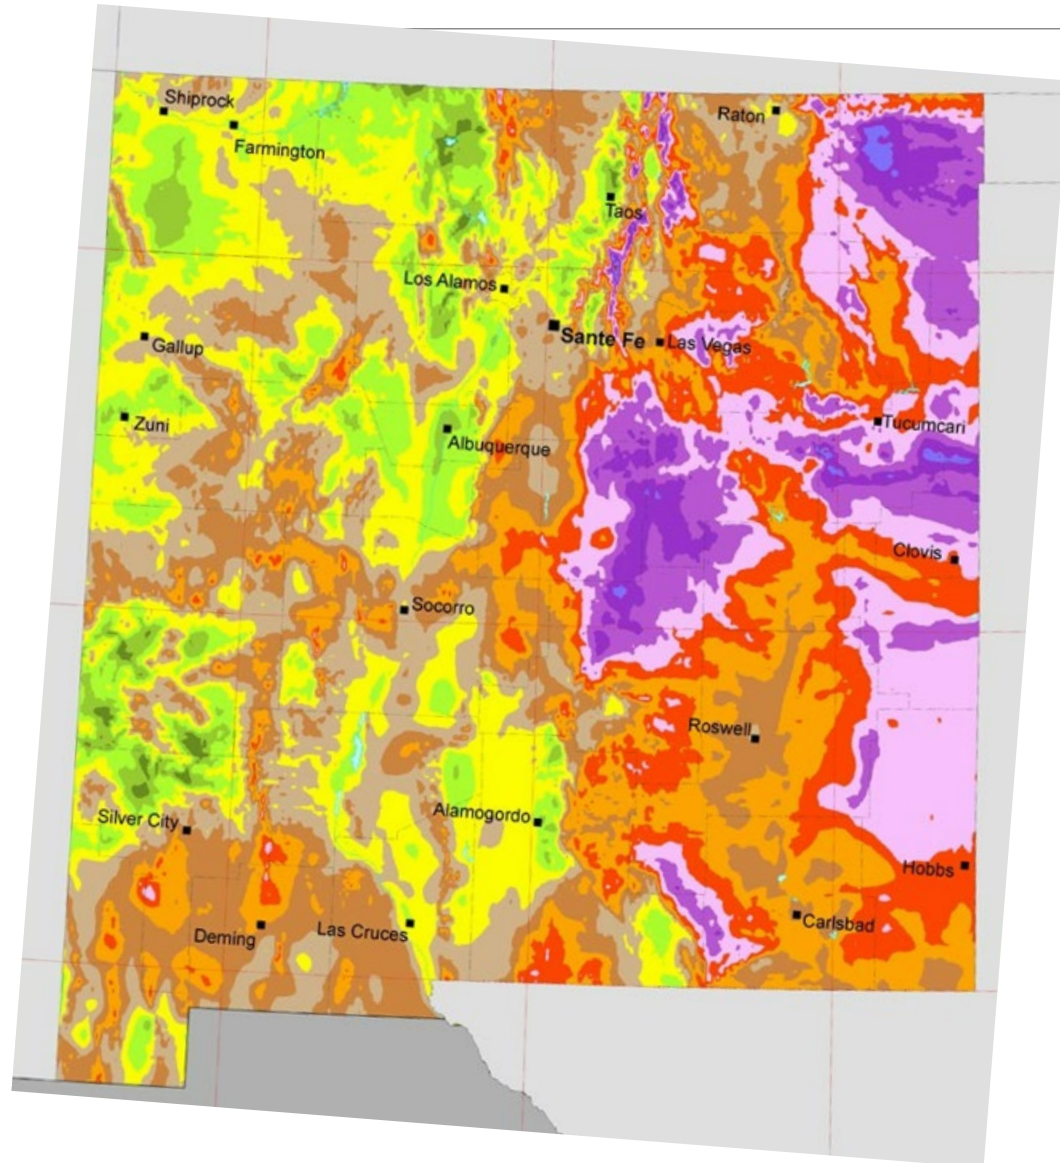 Shiprock
Raton
Farmington
Taos
Los Alamos
Sante Fe
Las Vegas
Gallup
Zuni
Tucumcari
Albuquerque
Clovis
Socorro
Roswell
Silver City
Alamogordo
Hobbs
Carlsbad
Deming
Las Cruces